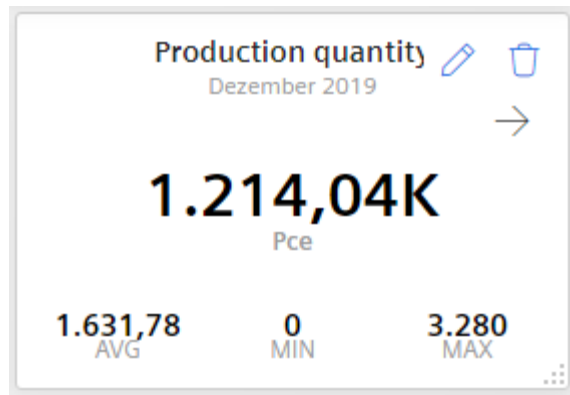 Production quantity
Dezember 2019
1.214,04K
Pce
1.631,78 0 3.280
AVG MIN MAX